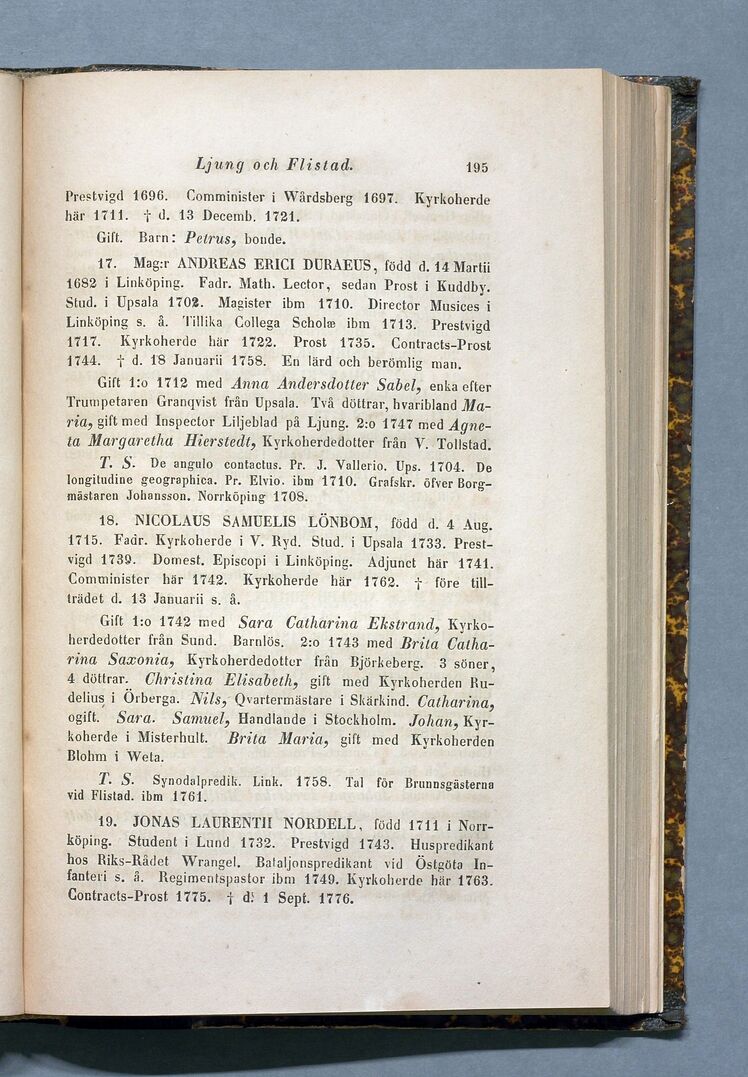 Ljung och Flistad. 195
Prestvigd 1696. Comminister i Wårdsberg 1697. Kyrkoherde
här 1711. † d. 13 Decemb. 1721.
Gift. Barn: Petrus, bonde.
17. Mag:r ANDREAS ERICI DURAEUS, född d. 14 Martii
1682 i Linköping. Fadr. Math. Lector, sedan Prost i Kuddby.
Stud. i Upsala 1702. Magister ibm 1710. Director Musices i
Linköping s. å. Tillika Collega Scholæ ibm 1713. Prestvigd
1717. Kyrkoherde här 1722. Prost 1735. Contracts-Prost
1744. † d. 18 Januarii 1758. En lärd och berömlig man.
Gift 1:o 1712 med Anna Andersdotter Sabel, enka efter
Trumpetaren Granqvist från Upsala. Två döttrar, hvaribland Ma-
ria, gift med Inspector Liljeblad på Ljung. 2:o 1747 med Agne-
ta Margaretha Hierstedt, Kyrkoherdedotter från V. Tollstad.
T. S. De angulo contactus. Pr. J. Vallerio. Ups. 1704. De
longitudine geographica. Pr. Elvio. ibm 1710. Grafskr. öfver Borg-
mästaren Johansson. Norrköping 1708.
18. NICOLAUS SAMUELIS LÖNBOM, född d. 4 Aug.
1715. Fadr. Kyrkoherde i V. Ryd. Stud. i Upsala 1733. Prest-
vigd 1739. Domest. Episcopi i Linköping. Adjunct här 1741.
Comminister här 1742. Kyrkoherde här 1762. † före till-
trädet d. 13 Januarii s. å.
Gift 1:o 1742 med Sara Catharina Ekstrand, Kyrko-
herdedotter från Sund. Barnlös. 2:o 1743 med Brita Catha-
rina Saxonia, Kyrkoherdedotter från Björkeberg. 3 söner,
4 döttrar. Christina Elisabeth, gift med Kyrkoherden Ru-
delius i Örberga. Nils, Qvartermästare i Skärkind. Catharina,
ogift. Sara. Samuel, Handlande i Stockholm. Johan, Kyr-
koherde i Misterhult. Brita Maria, gift med Kyrkoherden
Blohm i Weta.
T. S. Synodalpredik. Link. 1758. Tal för Brunnsgästerna
vid Flistad. ibm 1761.
19. JONAS LAURENTII NORDELL, född 1711 i Norr-
köping. Student i Lund 1732. Prestvigd 1743. Huspredikant
hos Riks-Rådet Wrangel. Bataljonspredikant vid Östgöta In-
fanteri s. å. Regimentspastor ibm 1749. Kyrkoherde här 1763.
Contracts-Prost 1775. † d. 1 Sept. 1776.